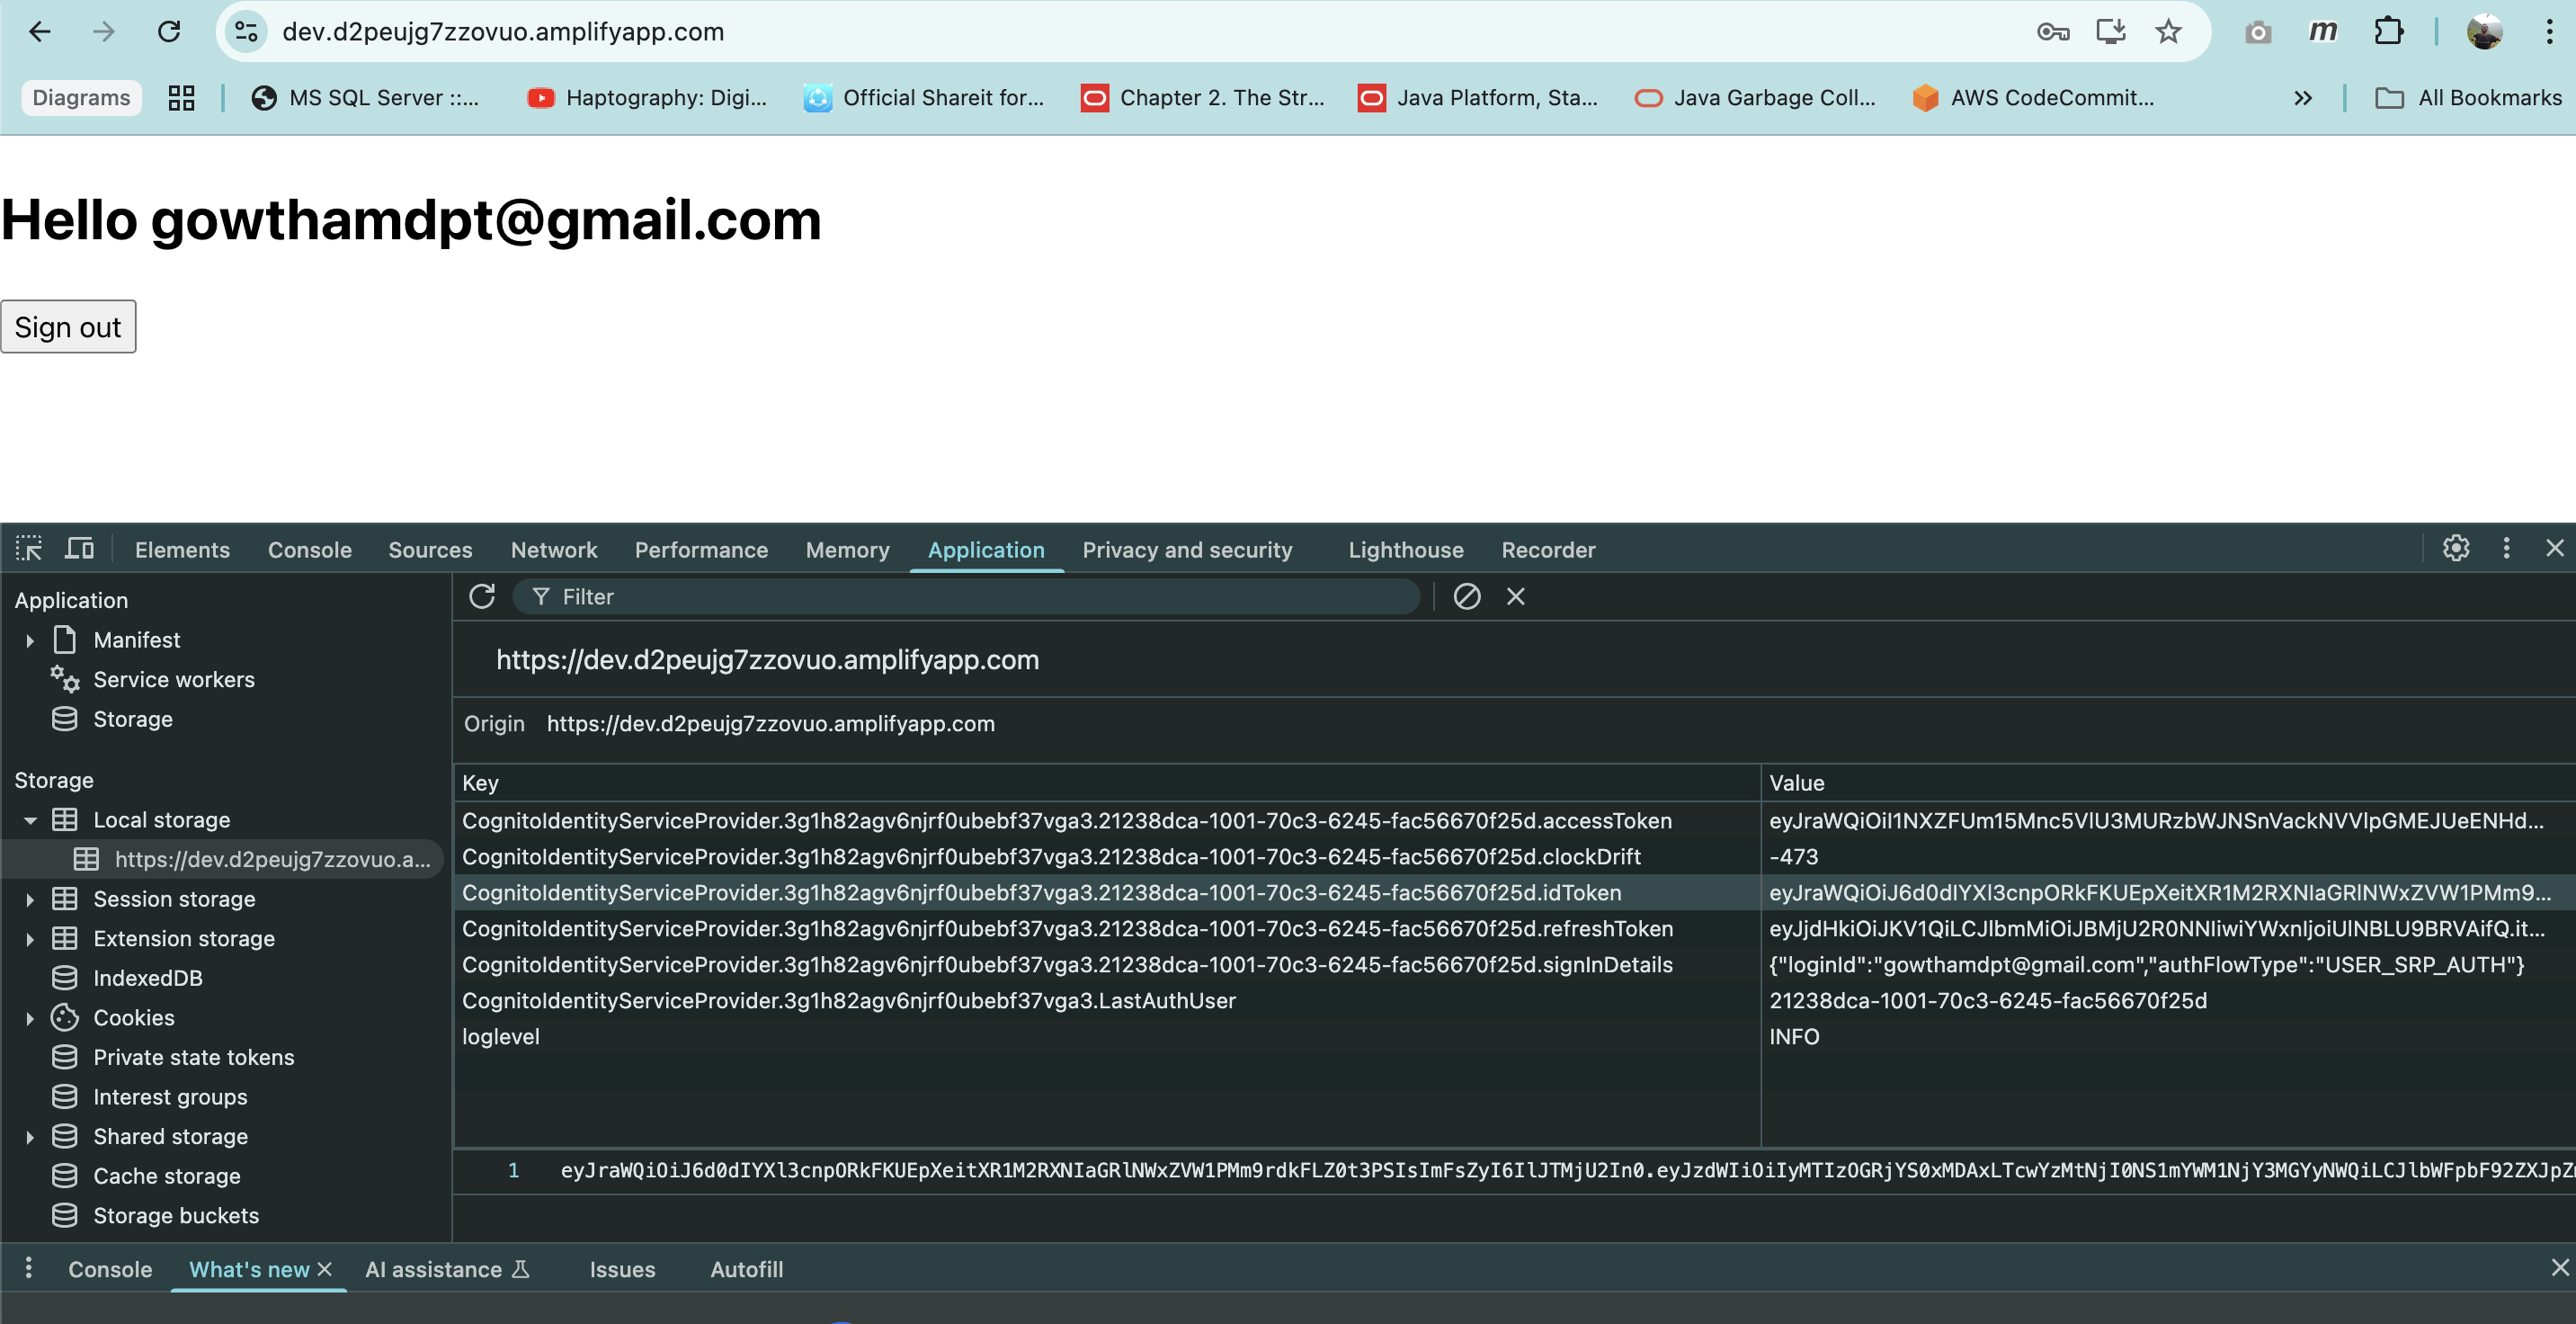 dev.d2peujg7zzovuo.amplifyapp.com
Diagrams MS SQL Server ::... Haptography: Digi... Official Shareit for... Chapter 2. The Str... Java Platform, Sta... Java Garbage Coll... AWS CodeCommit... All Bookmarks
Hello gowthamdpt@gmail.com
Sign out
Elements Console Sources Network Performance Memory Application Privacy and security Lighthouse Recorder
Application
Manifest
Service workers
Storage
Storage
Local storage
https://dev.d2peujg7zzovuo.a...
Session storage
Extension storage
IndexedDB
Cookies
Private state tokens
Interest groups
Shared storage
Cache storage
Storage buckets
Filter
https://dev.d2peujg7zzovuo.amplifyapp.com
Origin https://dev.d2peujg7zzovuo.amplifyapp.com
Key Value
CognitoIdentityServiceProvider.3g1h82agv6njrf0ubebf37vga3.21238dca-1001-70c3-6245-fac56670f25d.accessToken
CognitoIdentityServiceProvider.3g1h82agv6njrf0ubebf37vga3.21238dca-1001-70c3-6245-fac56670f25d.clockDrift -473
CognitoIdentityServiceProvider.3g1h82agv6njrf0ubebf37vga3.21238dca-1001-70c3-6245-fac56670f25d.idToken
CognitoIdentityServiceProvider.3g1h82agv6njrf0ubebf37vga3.21238dca-1001-70c3-6245-fac56670f25d.refreshToken
CognitoIdentityServiceProvider.3g1h82agv6njrf0ubebf37vga3.21238dca-1001-70c3-6245-fac56670f25d.signInDetails {"loginId":"gowthamdpt@gmail.com","authFlowType":"USER_SRP_AUTH"}
CognitoIdentityServiceProvider.3g1h82agv6njrf0ubebf37vga3.LastAuthUser 21238dca-1001-70c3-6245-fac56670f25d
loglevel INFO
1
Console What's new AI assistance Issues Autofill